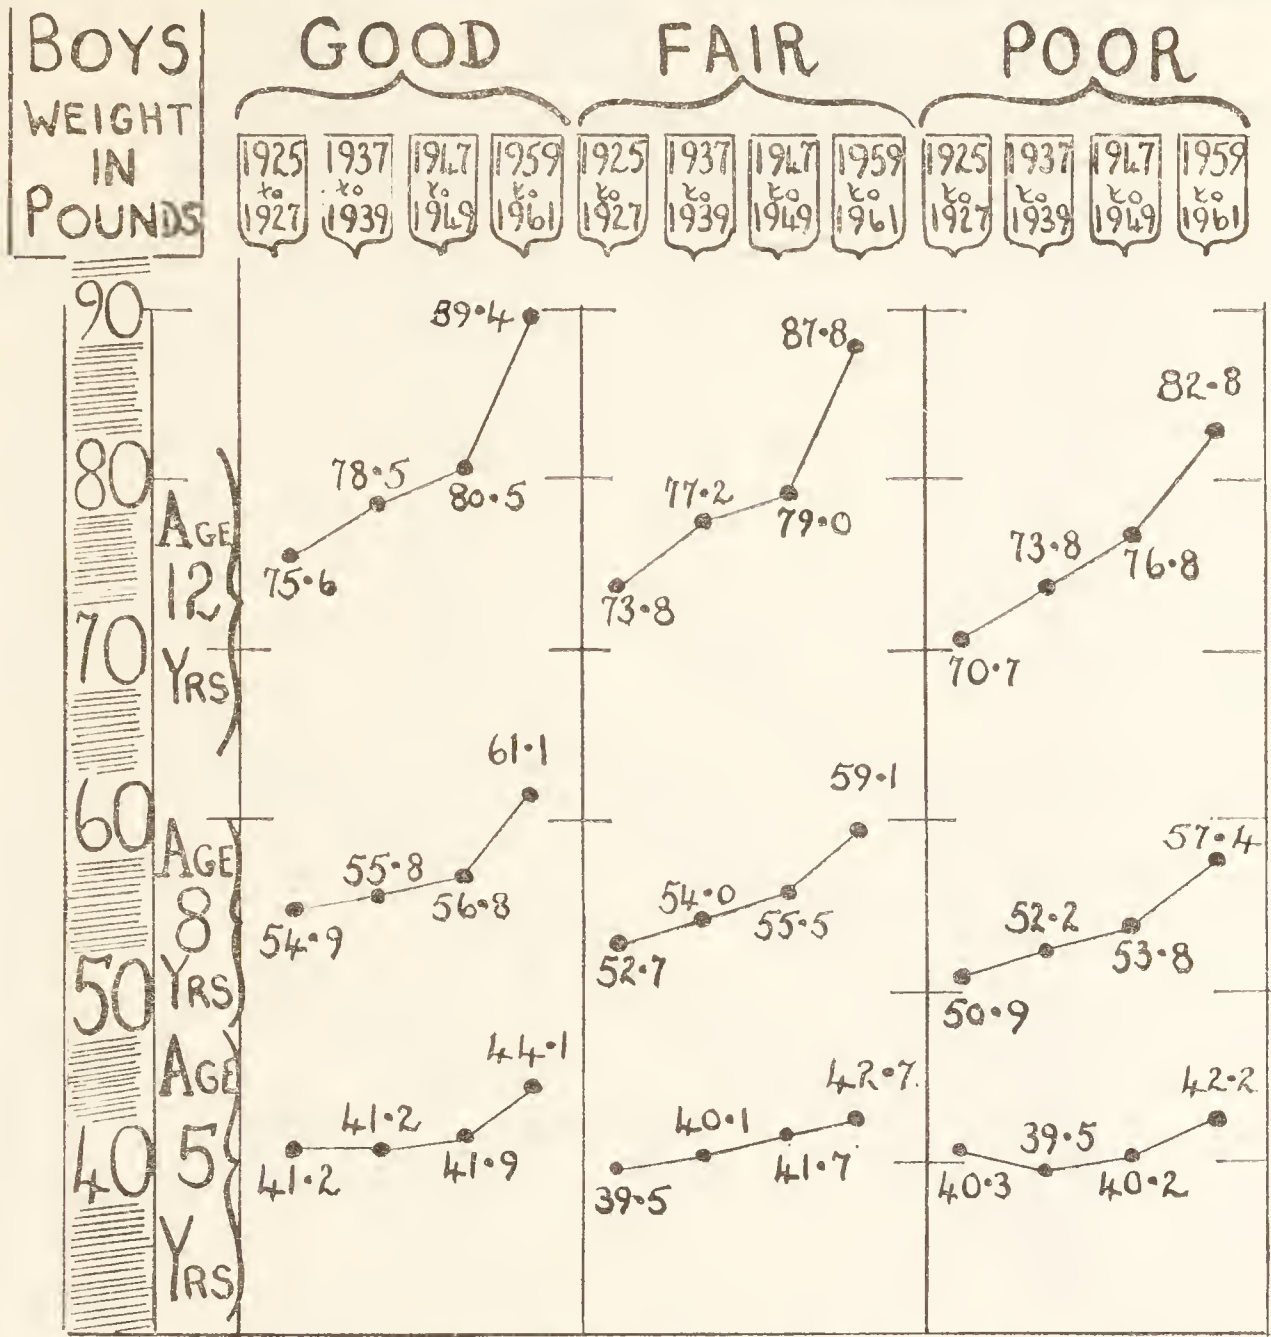 BOYS
WEIGHT
IN
POUNDS
GOOD FAIR POOR
1925 to 1927
1937 to 1939
1947 to 1949
1959 to 1961
1925 to 1927
1937 to 1939
1947 to 1949
1959 to 1961
1925 to 1927
1937 to 1939
1947 to 1949
1959 to 1961
90
80
70
60
50
40
AGE
12
YRS
75·6 78·5 80·5 89·4
73·8 77·2 79·0 87·8
70·7 73·8 76·8 82·8
AGE
8
YRS
54·9 55·8 56·8 61·1
52·7 54·0 55·5 59·1
50·9 52·2 53·8 57·4
AGE
5
YRS
41·2 41·2 41·9 44·1
39·5 40·1 41·7 42·7
40·3 39·5 40·2 42·2